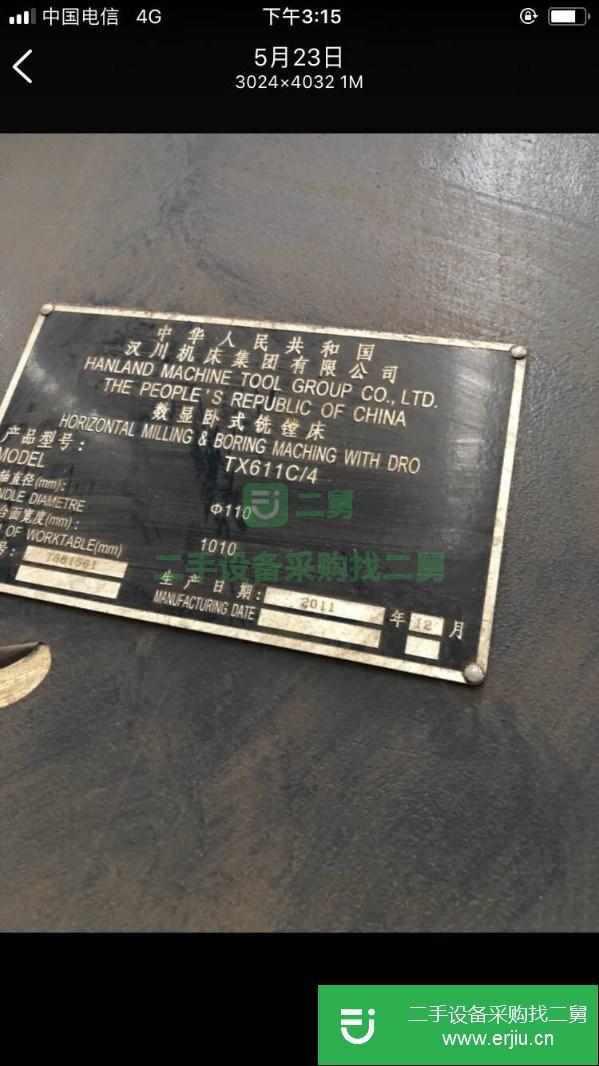 中国电信 4G 下午3:15
5月23日
3024×4032 1M
中华人民共和国
汉川机床集团有限公司
HANLAND MACHINE TOOL GROUP CO., LTD.
THE PEOPLE'S REPUBLIC OF CHINA
数显卧式铣镗床
HORIZONTAL MILLING & BORING MACHING WITH DRO
产品型号：
MODEL TX611C/4
轴直径(mm):
NDLE DIAMETRE Φ110
台面宽度(mm):
OF WORKTABLE(mm) 1010
号：
生产日期： 2011 年 12 月
MANUFACTURING DATE
二舅
二手设备采购找二舅
二手设备采购找二舅
www.erjiu.cn